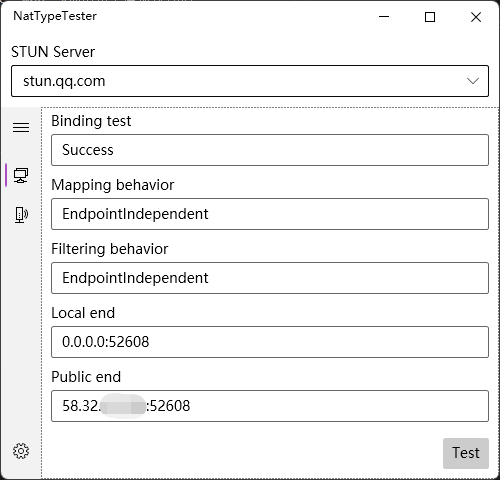 NatTypeTester
STUN Server
stun.qq.com
Binding test
Success
Mapping behavior
EndpointIndependent
Filtering behavior
EndpointIndependent
Local end
0.0.0.0:52608
Public end
58.32. :52608
Test